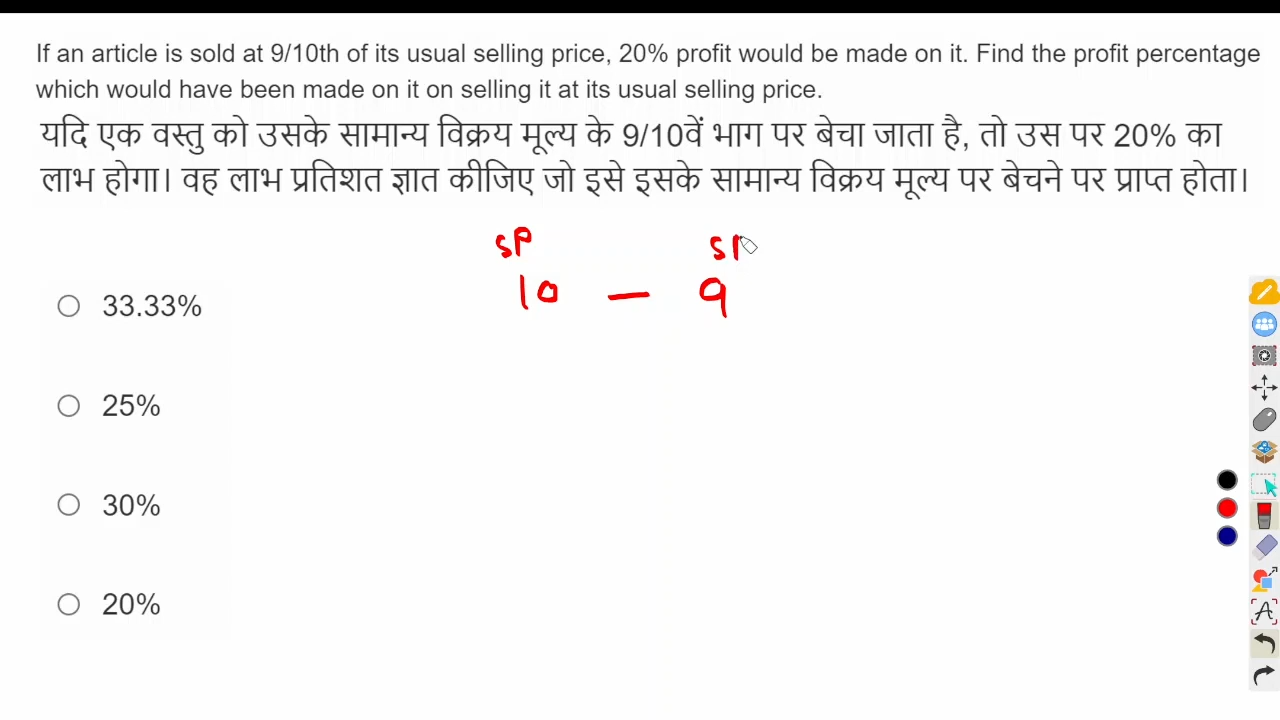 If an article is sold at 9/10th of its usual selling price, 20% profit would be made on it. Find the profit percentage
which would have been made on it on selling it at its usual selling price.
यदि एक वस्तु को उसके सामान्य विक्रय मूल्य के 9/10वें भाग पर बेचा जाता है, तो उस पर 20% का
लाभ होगा। वह लाभ प्रतिशत ज्ञात कीजिए जो इसे इसके सामान्य विक्रय मूल्य पर बेचने पर प्राप्त होता।
SP
10 — 9
33.33%
25%
30%
20%